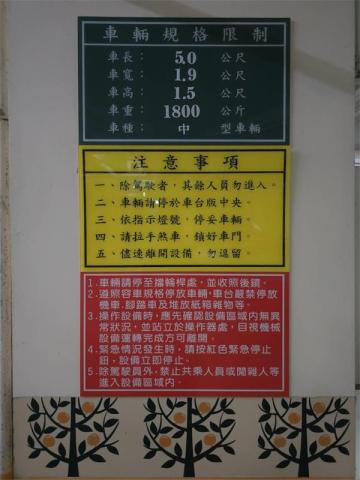 車輛規格限制
車長： 5.0 公尺
車寬： 1.9 公尺
車高： 1.5 公尺
車重： 1800 公斤
車種： 中 型車輛
注意事項
一、除駕駛者，其餘人員勿進入。
二、車輛請停於車台版中央。
三、依指示燈號，停妥車輛。
四、請拉手煞車，鎖好車門。
五、儘速離開設備，勿逗留。
1.車輛請停至擋輪桿處，並收照後鏡。
2.遵照容車規格停放車輛，車台嚴禁停放
機車、腳踏車及堆放紙箱雜物等。
3.操作設備時，應先確認設備區域內無異
常狀況，並站立於操作器處，目視機械
設備運轉完成方可離開。
4.緊急情況發生時，請按紅色緊急停止
鈕，設備立即停止。
5.除駕駛員外，禁止共乘人員或閒雜人等
進入設備區域內。